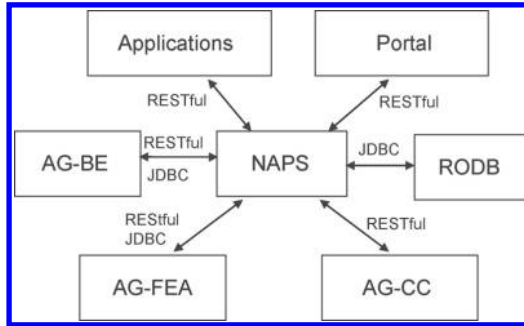 Applications
Portal
RESTful
RESTful
RESTful
AG-BE
JDBC
NAPS
JDBC
RODB
REStful
JDBC
RESTful
AG-FEA
AG-CC